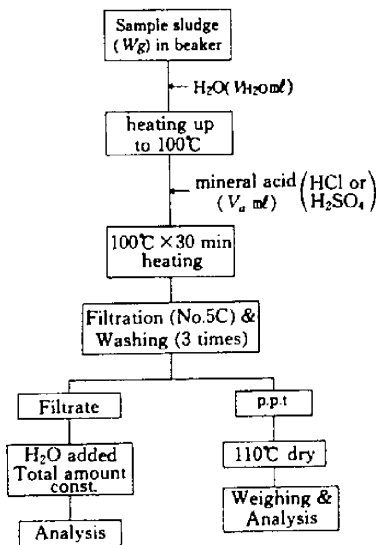 Sample sludge
(Wg) in beaker
H₂O(V_H₂O mℓ)
heating up
to 100℃
mineral acid (HCl or
(Vₐ mℓ) H₂SO₄)
100℃ × 30 min
heating
Filtration (No.5C) &
Washing (3 times)
Filtrate
p.p.t
H₂O added
Total amount
const.
110℃ dry
Weighing &
Analysis
Analysis